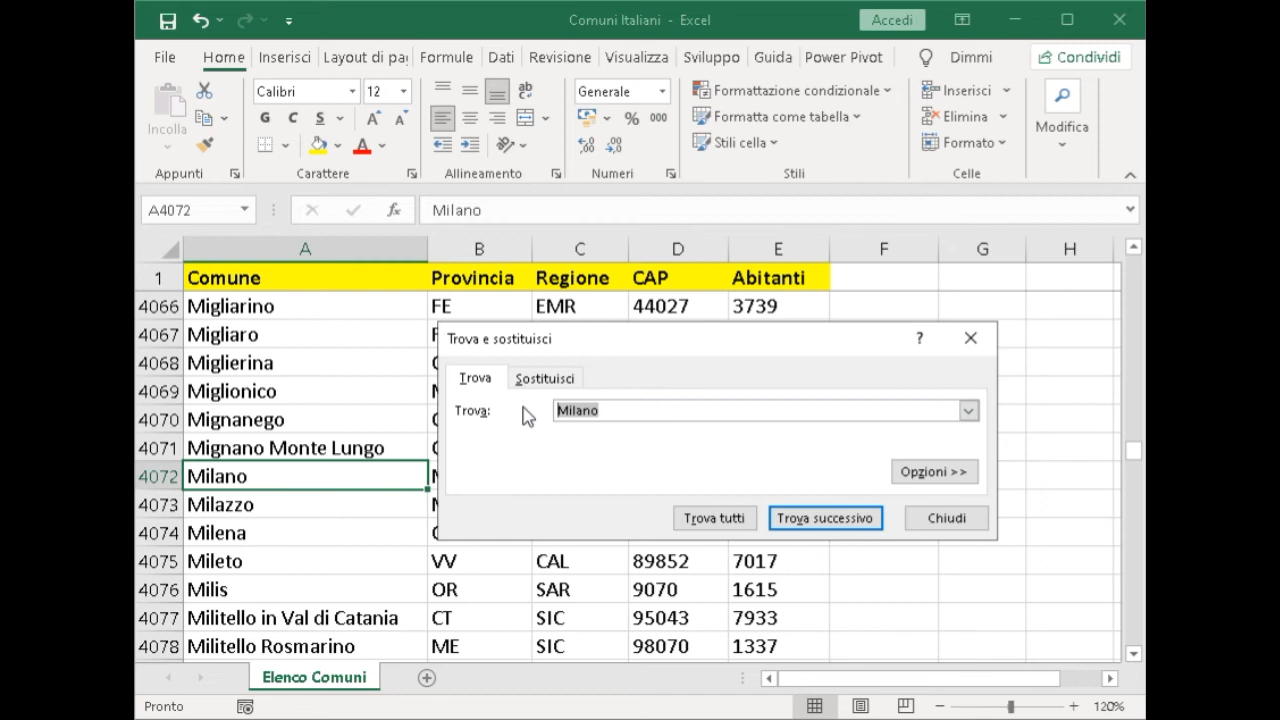 Comuni Italiani - Excel
Accedi
File Home Inserisci Layout di pag Formule Dati Revisione Visualizza Sviluppo Guida Power Pivot Dimmi Condividi
Incolla
Calibri 12
G C S
ab
Generale
% 000
Formattazione condizionale
Formatta come tabella
Stili cella
Inserisci
Elimina
Formato
Modifica
Appunti Carattere Allineamento Numeri Stili Celle
A4072 fx Milano
A B C D E F G H
1 Comune Provincia Regione CAP Abitanti
4066 Migliarino FE EMR 44027 3739
4067 Migliaro
4068 Miglierina
4069 Miglionico
4070 Mignanego
4071 Mignano Monte Lungo
4072 Milano
4073 Milazzo
4074 Milena
4075 Mileto VV CAL 89852 7017
4076 Milis OR SAR 9070 1615
4077 Militello in Val di Catania CT SIC 95043 7933
4078 Militello Rosmarino ME SIC 98070 1337
Trova e sostituisci ?
Trova Sostituisci
Trova: Milano
Opzioni >>
Trova tutti Trova successivo Chiudi
Elenco Comuni
Pronto 120%